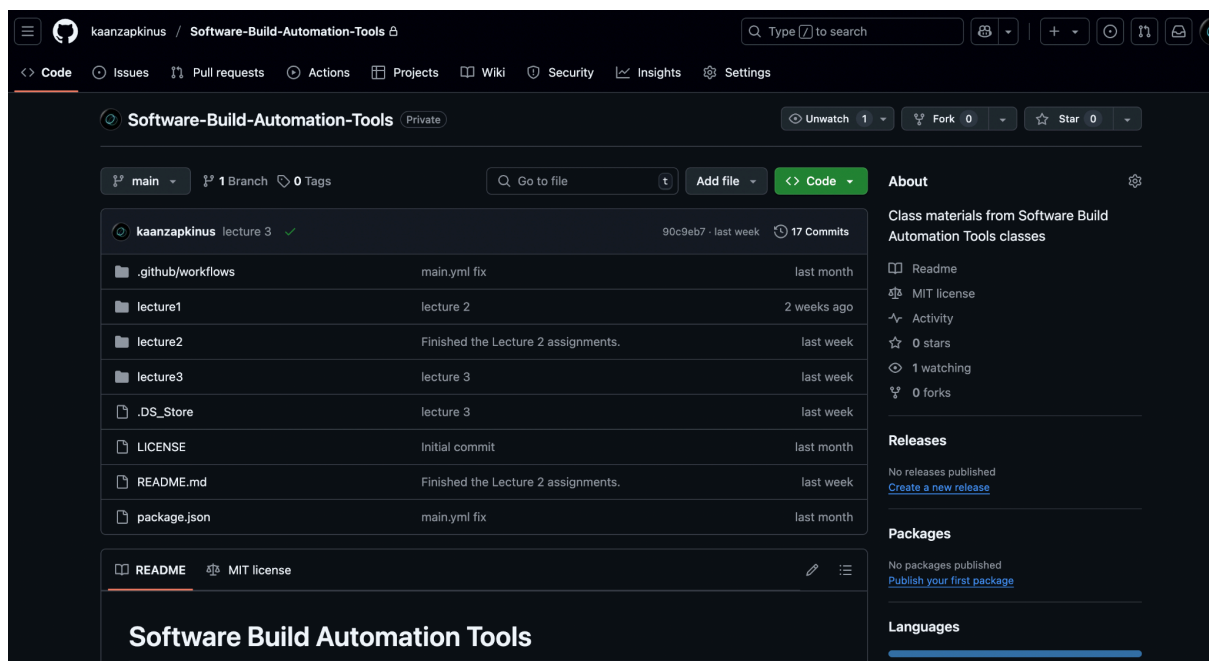 kaanzapkinus / Software-Build-Automation-Tools
Type / to search
Code Issues Pull requests Actions Projects Wiki Security Insights Settings
Software-Build-Automation-Tools Private
Unwatch 1 Fork 0 Star 0
main 1 Branch 0 Tags Go to file t Add file Code
kaanzapkinus lecture 3 90c9eb7 · last week 17 Commits
.github/workflows main.yml fix last month
lecture1 lecture 2 2 weeks ago
lecture2 Finished the Lecture 2 assignments. last week
lecture3 lecture 3 last week
.DS_Store lecture 3 last week
LICENSE Initial commit last month
README.md Finished the Lecture 2 assignments. last week
package.json main.yml fix last month
README MIT license
Software Build Automation Tools
About
Class materials from Software Build
Automation Tools classes
Readme
MIT license
Activity
0 stars
1 watching
0 forks
Releases
No releases published
Create a new release
Packages
No packages published
Publish your first package
Languages